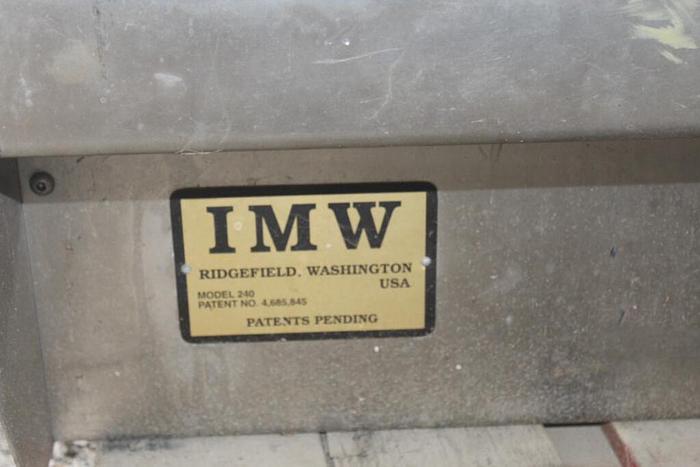 IMW
RIDGEFIELD. WASHINGTON
USA
MODEL 240
PATENT NO. 4,685,845
PATENTS PENDING